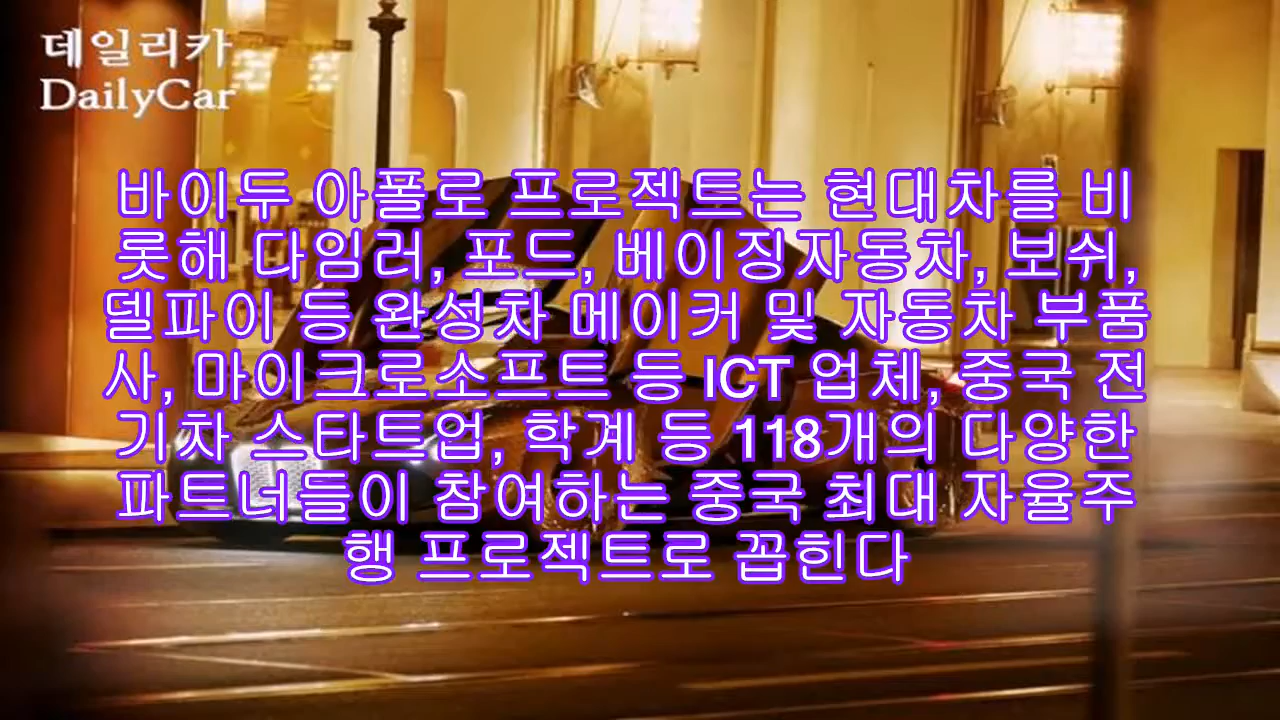 데일리카
DailyCar
바이두 아폴로 프로젝트는 현대차를 비
롯해 다임러, 포드, 베이징자동차, 보쉬,
델파이 등 완성차 메이커 및 자동차 부품
사, 마이크로소프트 등 ICT 업체, 중국 전
기차 스타트업, 학계 등 118개의 다양한
파트너들이 참여하는 중국 최대 자율주
행 프로젝트로 꼽힌다